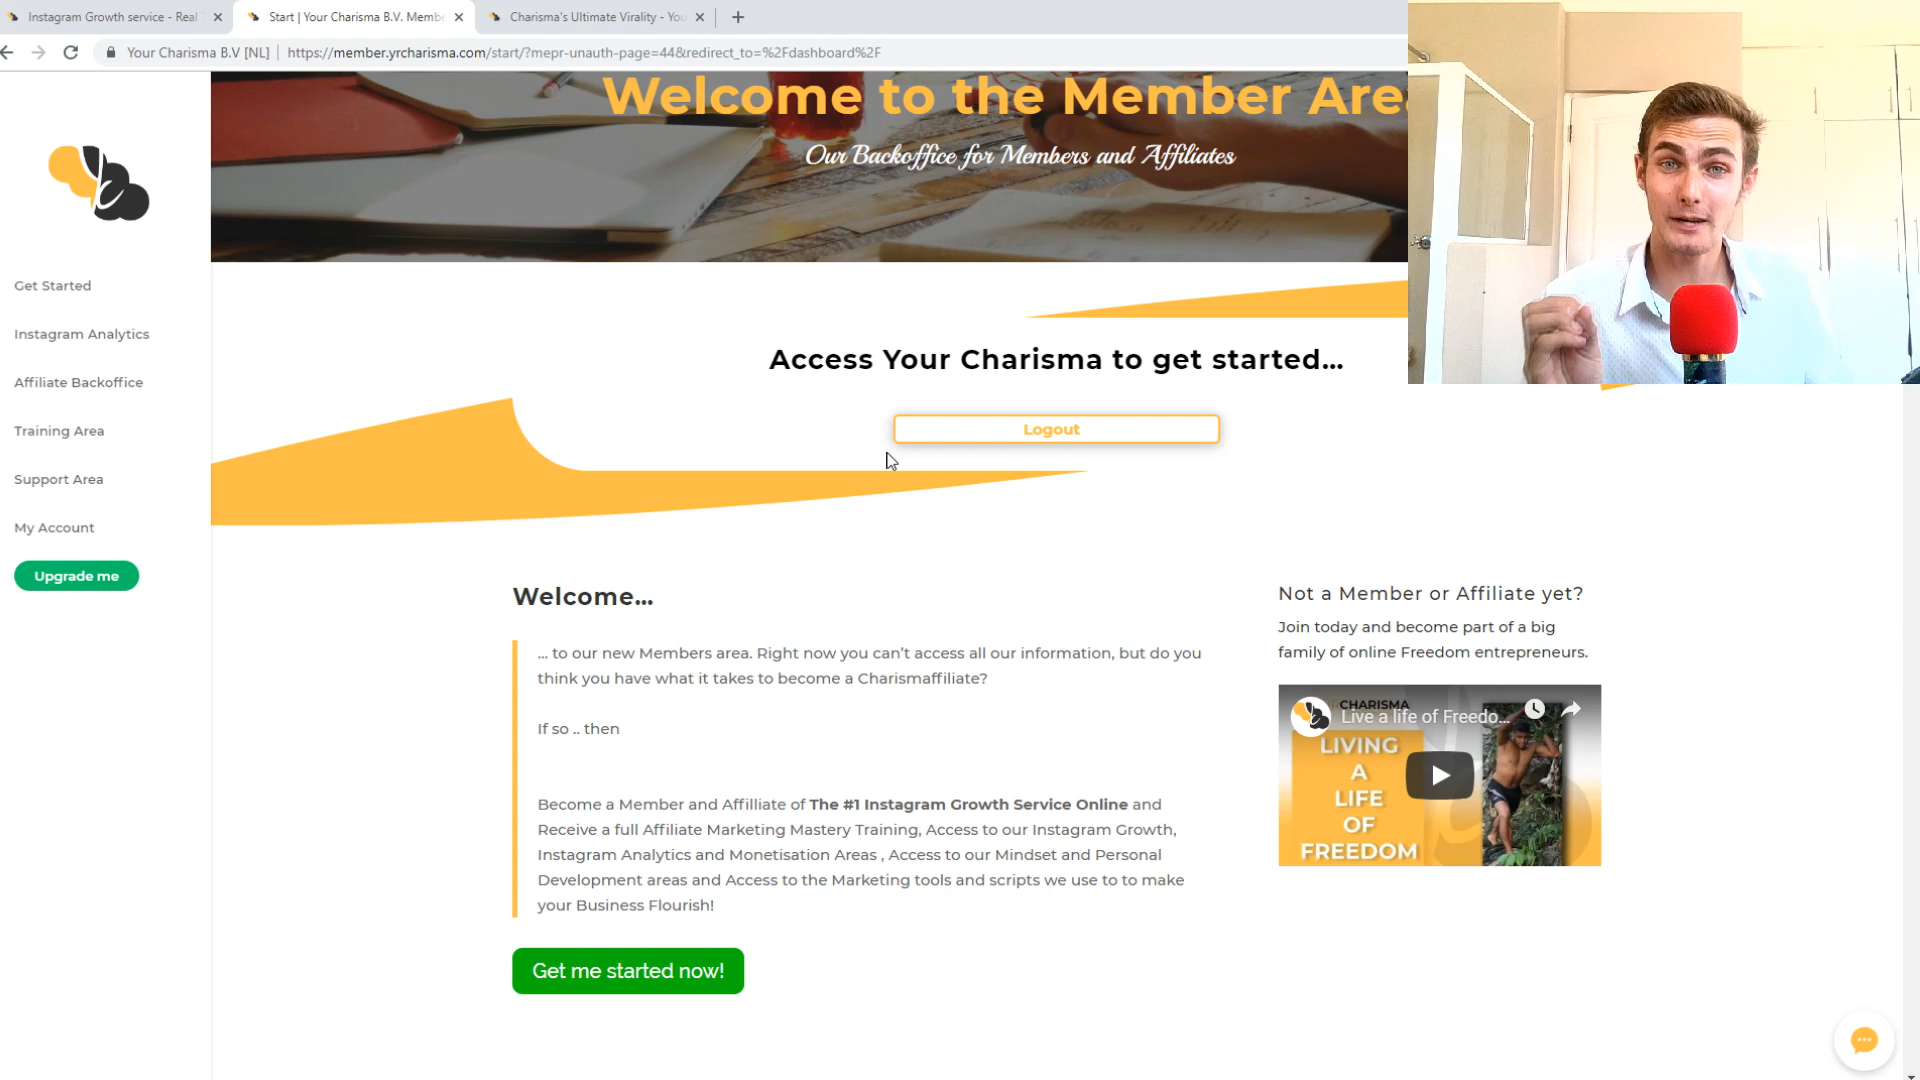 Instagram Growth service - Real
Start | Your Charisma B.V. Membe
Charisma's Ultimate Virality - You
Your Charisma B.V [NL]
https://member.yrcharisma.com/start/?mepr-unauth-page=44&redirect_to=%2Fdashboard%2F
Welcome to the Member Are
Our Backoffice for Members and Affiliates
Get Started
Instagram Analytics
Affiliate Backoffice
Training Area
Support Area
My Account
Upgrade me
Access Your Charisma to get started...
Logout
Welcome...
... to our new Members area. Right now you can't access all our information, but do you
think you have what it takes to become a Charismaffiliate?
If so .. then
Become a Member and Affilliate of The #1 Instagram Growth Service Online and
Receive a full Affiliate Marketing Mastery Training, Access to our Instagram Growth,
Instagram Analytics and Monetisation Areas , Access to our Mindset and Personal
Development areas and Access to the Marketing tools and scripts we use to to make
your Business Flourish!
Get me started now!
Not a Member or Affiliate yet?
Join today and become part of a big
family of online Freedom entrepreneurs.
CHARISMA
Live a life of Freedo...
LIVING
A
LIFE
OF
FREEDOM